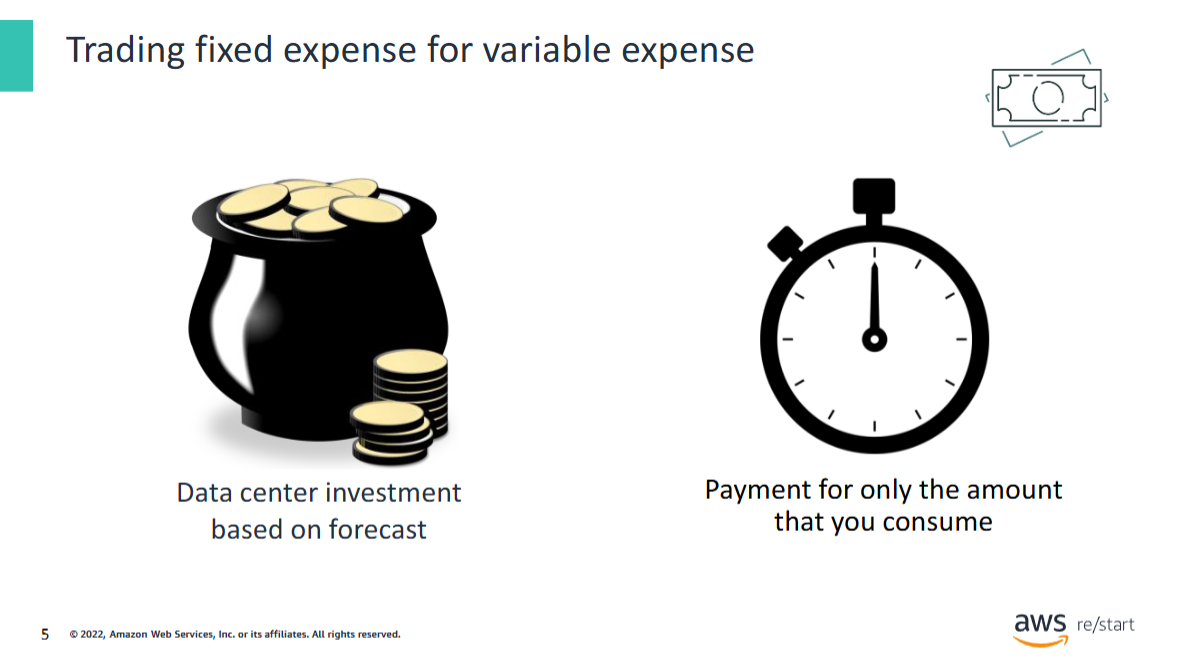 Trading fixed expense for variable expense
Data center investment
based on forecast
Payment for only the amount
that you consume
5 © 2022, Amazon Web Services, Inc. or its affiliates. All rights reserved.
aws re/start